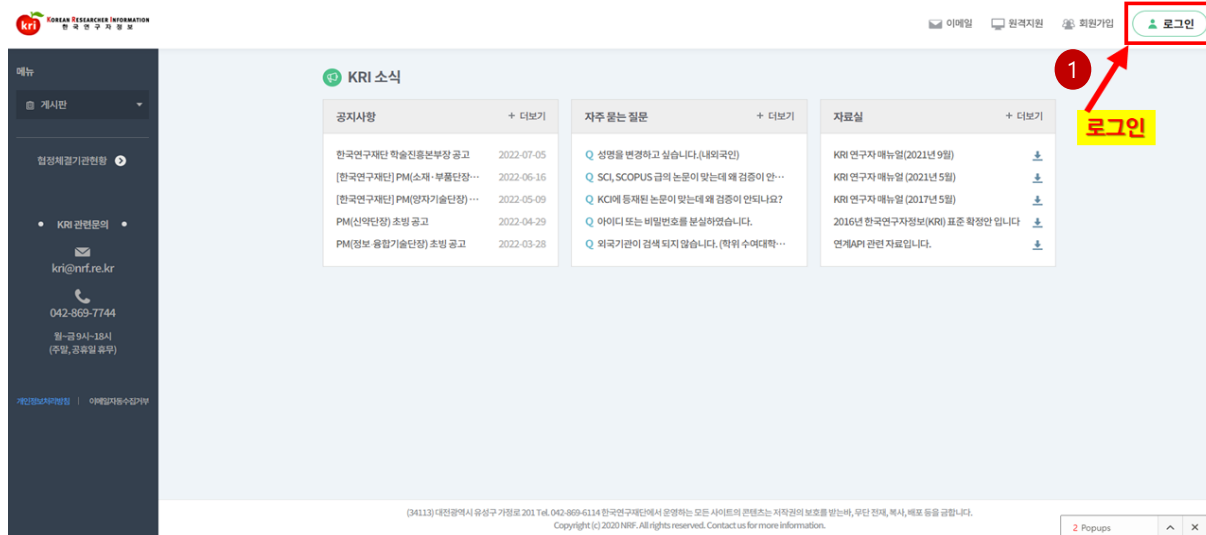 kri KOREAN RESEARCHER INFORMATION
한 국 연 구 자 정 보
이메일 원격지원 회원가입 로그인
1
로그인
메뉴
게시판
협정체결기관현황
KRI 관련문의
kri@nrf.re.kr
042-869-7744
월~금 9시~18시
(주말, 공휴일 휴무)
개인정보처리방침 | 이메일자동수집거부
KRI 소식
공지사항 + 더보기
한국연구재단 학술진흥본부장 공고 2022-07-05
[한국연구재단] PM(소재·부품단장… 2022-06-16
[한국연구재단] PM(양자기술단장) … 2022-05-09
PM(신약단장) 초빙 공고 2022-04-29
PM(정보·융합기술단장) 초빙 공고 2022-03-28
자주 묻는 질문 + 더보기
Q 성명을 변경하고 싶습니다.(내외국인)
Q SCI, SCOPUS 급의 논문이 맞는데 왜 검증이 안…
Q KCI에 등재된 논문이 맞는데 왜 검증이 안되나요?
Q 아이디 또는 비밀번호를 분실하였습니다.
Q 외국기관이 검색 되지 않습니다. (학위 수여대학…
자료실 + 더보기
KRI 연구자 매뉴얼(2021년 9월)
KRI 연구자 매뉴얼 (2021년 5월)
KRI 연구자 매뉴얼 (2017년 5월)
2016년 한국연구자정보(KRI) 표준 확정안 입니다
연계API 관련 자료입니다.
(34113) 대전광역시 유성구 가정로 201 Tel. 042-869-6114 한국연구재단에서 운영하는 모든 사이트의 콘텐츠는 저작권의 보호를 받는바, 무단 전재, 복사, 배포 등을 금합니다.
Copyright (c) 2020 NRF. All rights reserved. Contact us for more information.
2 Popups